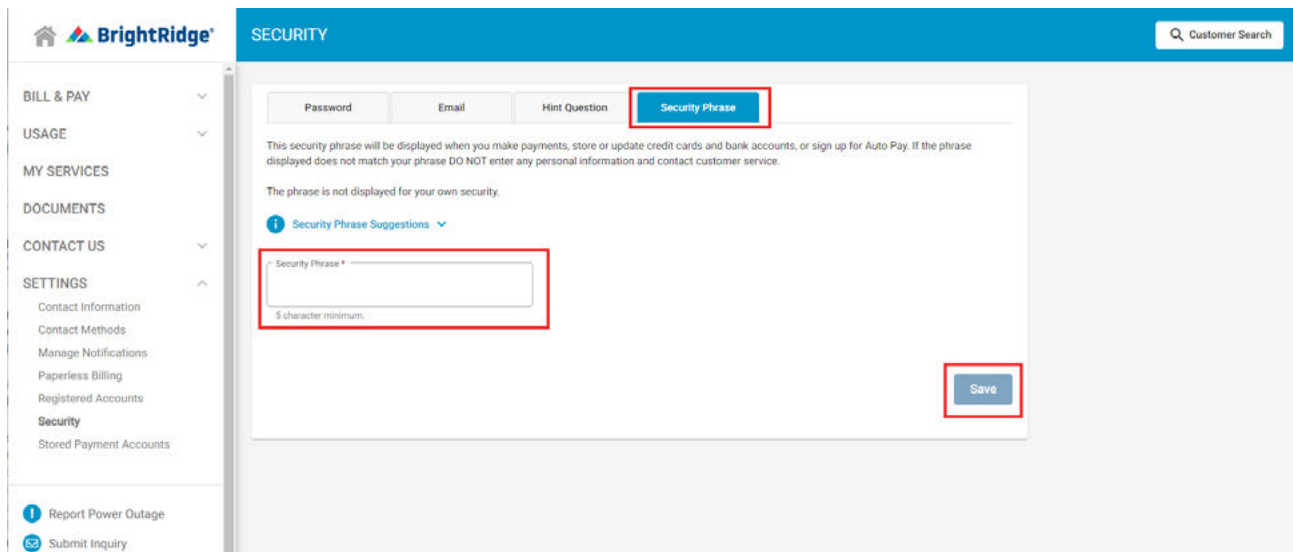 BrightRidge®
SECURITY
Customer Search
BILL & PAY
USAGE
MY SERVICES
DOCUMENTS
CONTACT US
SETTINGS
Contact Information
Contact Methods
Manage Notifications
Paperless Billing
Registered Accounts
Security
Stored Payment Accounts
Report Power Outage
Submit Inquiry
Password
Email
Hint Question
Security Phrase
This security phrase will be displayed when you make payments, store or update credit cards and bank accounts, or sign up for Auto Pay. If the phrase
displayed does not match your phrase DO NOT enter any personal information and contact customer service.
The phrase is not displayed for your own security.
Security Phrase Suggestions
Security Phrase *
5 character minimum.
Save